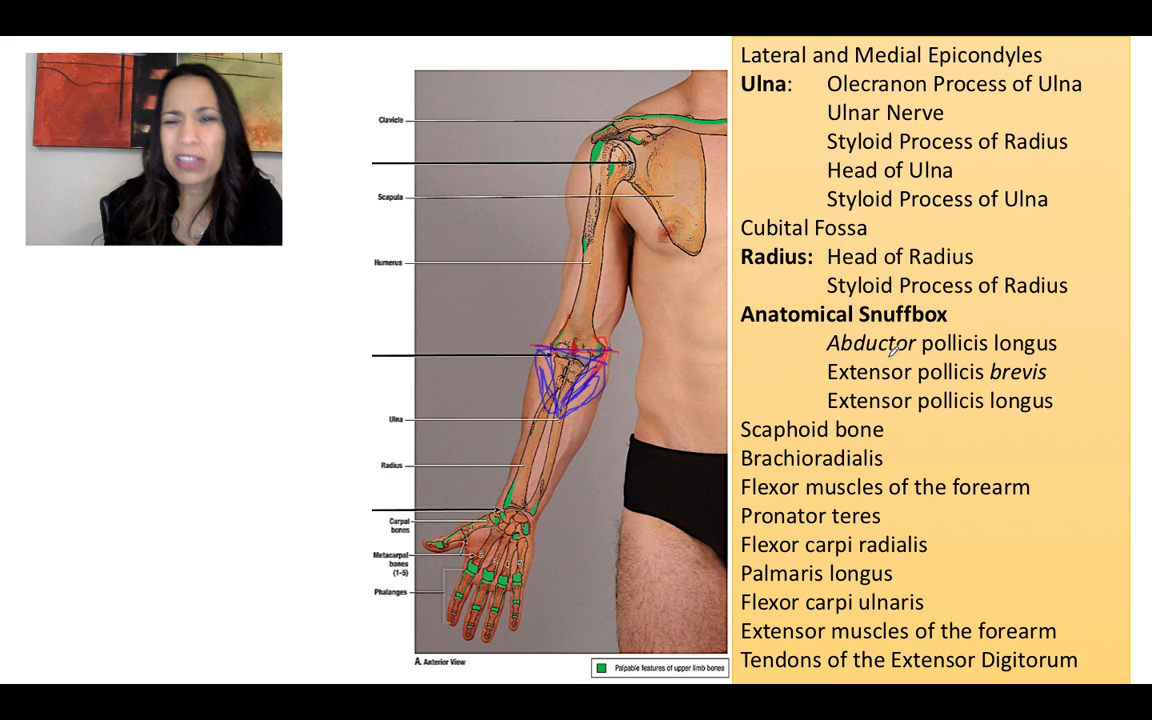 Clavicle
Scapula
Humerus
Ulna
Radius
Carpal
bones
Metacarpal
bones
(1-5)
Phalanges
A. Anterior View
Palpable features of upper limb bones
Lateral and Medial Epicondyles
Ulna: Olecranon Process of Ulna
Ulnar Nerve
Styloid Process of Radius
Head of Ulna
Styloid Process of Ulna
Cubital Fossa
Radius: Head of Radius
Styloid Process of Radius
Anatomical Snuffbox
Abductor pollicis longus
Extensor pollicis brevis
Extensor pollicis longus
Scaphoid bone
Brachioradialis
Flexor muscles of the forearm
Pronator teres
Flexor carpi radialis
Palmaris longus
Flexor carpi ulnaris
Extensor muscles of the forearm
Tendons of the Extensor Digitorum